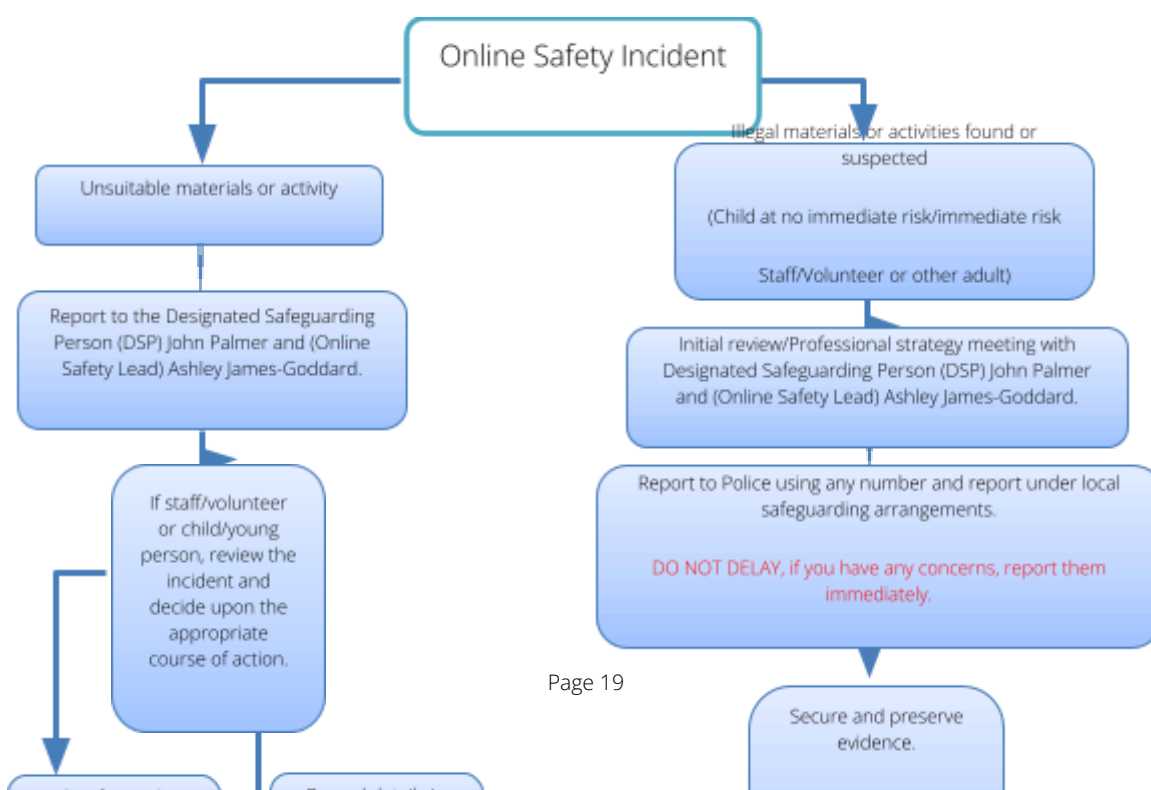 Online Safety Incident
Unsuitable materials or activity
Report to the Designated Safeguarding
Person (DSP) John Palmer and (Online
Safety Lead) Ashley James-Goddard.
If staff/volunteer
or child/young
person, review the
incident and
decide upon the
appropriate
course of action.
Illegal materials or activities found or
suspected
(Child at no immediate risk/immediate risk
Staff/Volunteer or other adult)
Initial review/Professional strategy meeting with
Designated Safeguarding Person (DSP) John Palmer
and (Online Safety Lead) Ashley James-Goddard.
Report to Police using any number and report under local
safeguarding arrangements.
DO NOT DELAY, if you have any concerns, report them
immediately.
Secure and preserve
evidence.
Page 19